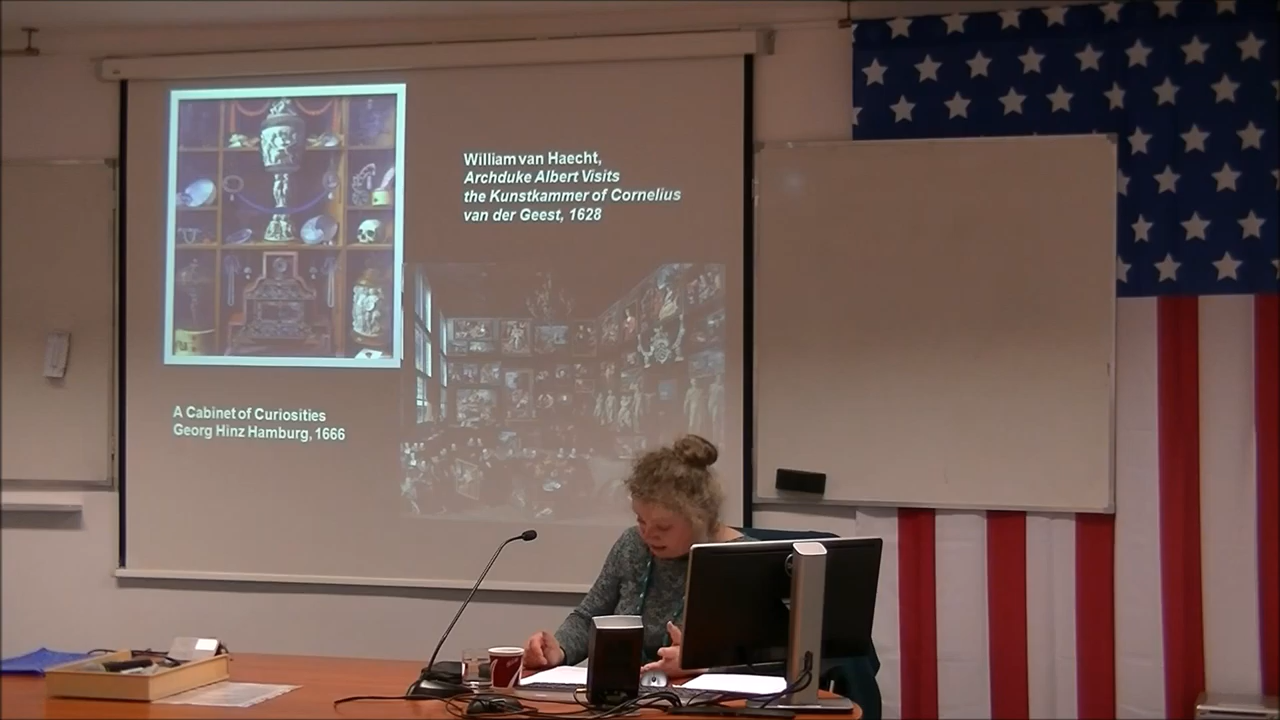 William van Haecht,
Archduke Albert Visits
the Kunstkammer of Cornelius
van der Geest, 1628
A Cabinet of Curiosities
Georg Hinz Hamburg, 1666